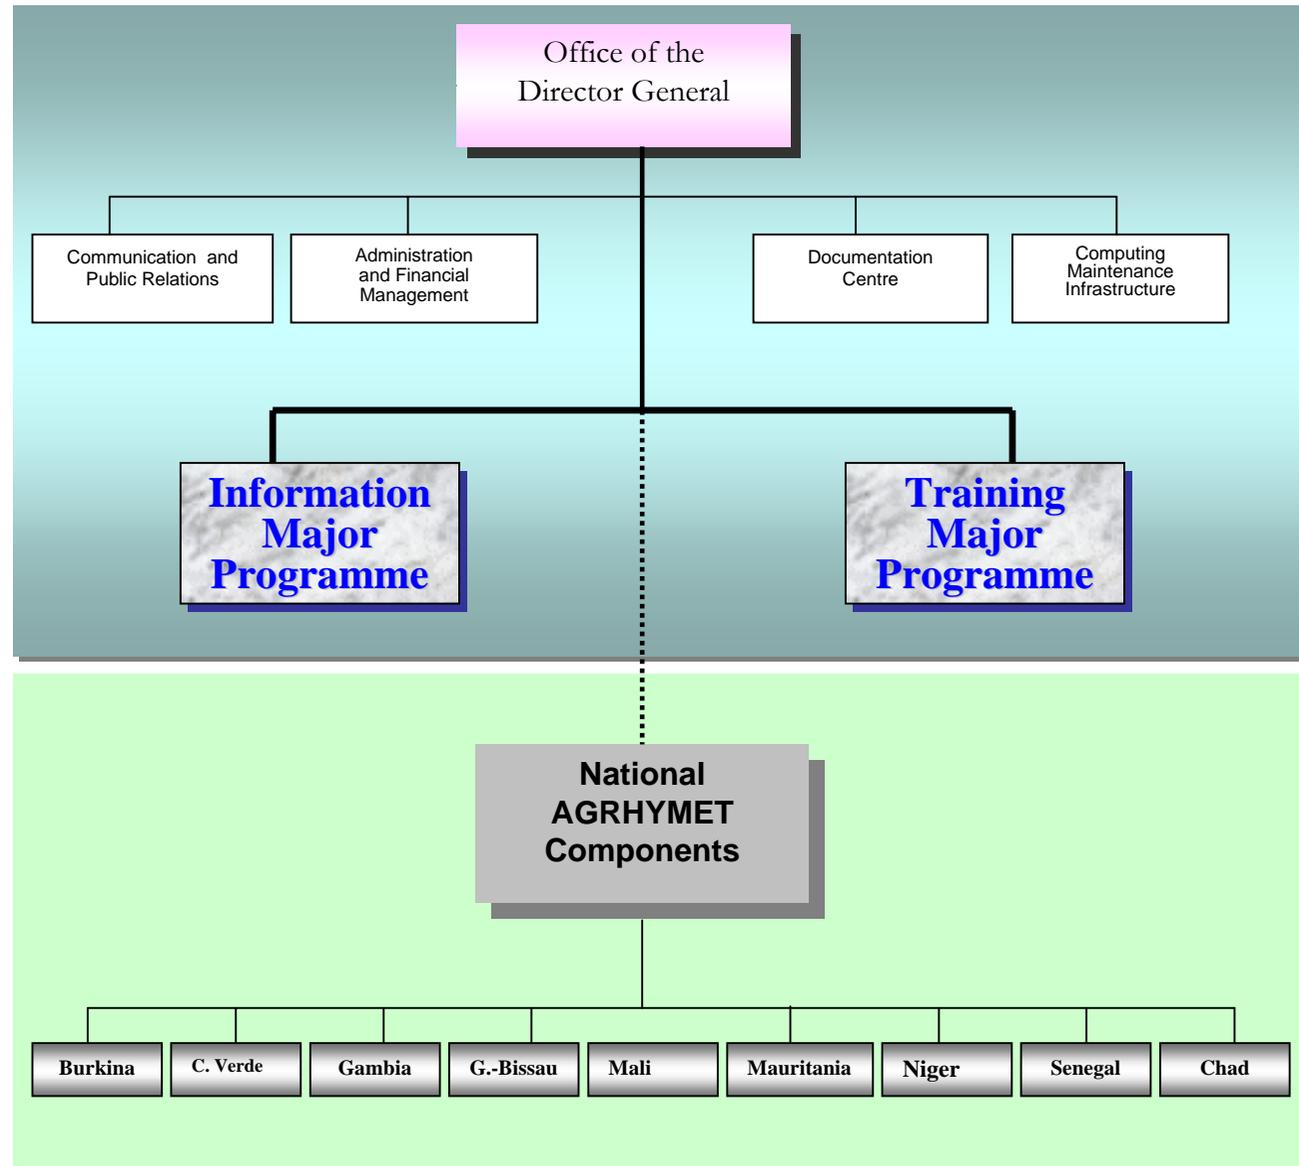 Office of the
Director General
Communication and
Public Relations
Administration
and Financial
Management
Documentation
Centre
Computing
Maintenance
Infrastructure
Information
Major
Programme
Training
Major
Programme
National
AGRHYMET
Components
Burkina
C. Verde
Gambia
G.-Bissau
Mali
Mauritania
Niger
Senegal
Chad